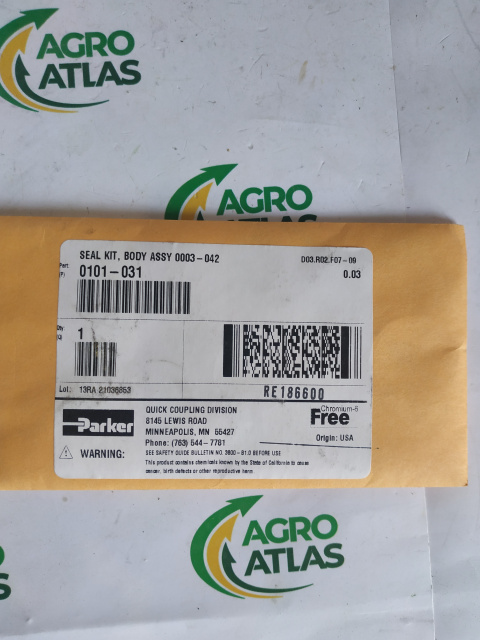 AGRO
ATLAS
AGRO
SEAL KIT, BODY ASSY 0003-042
D03.R02.F07-09
Part:
(P)
0101-031
0.03
Qty:
(Q)
1
Lot: 13RA 21036853
RE186600
Parker
QUICK COUPLING DIVISION
8145 LEWIS ROAD
MINNEAPOLIS, MN 55427
Phone: (763) 544-7781
Chromium-6
Free
Origin: USA
WARNING:
SEE SAFETY GUIDE BULLETIN NO. 3800-B1.0 BEFORE USE
This product contains chemicals known by the State of California to cause
cancer, birth defects or other reproductive harm.
AGRO
ATLAS
S